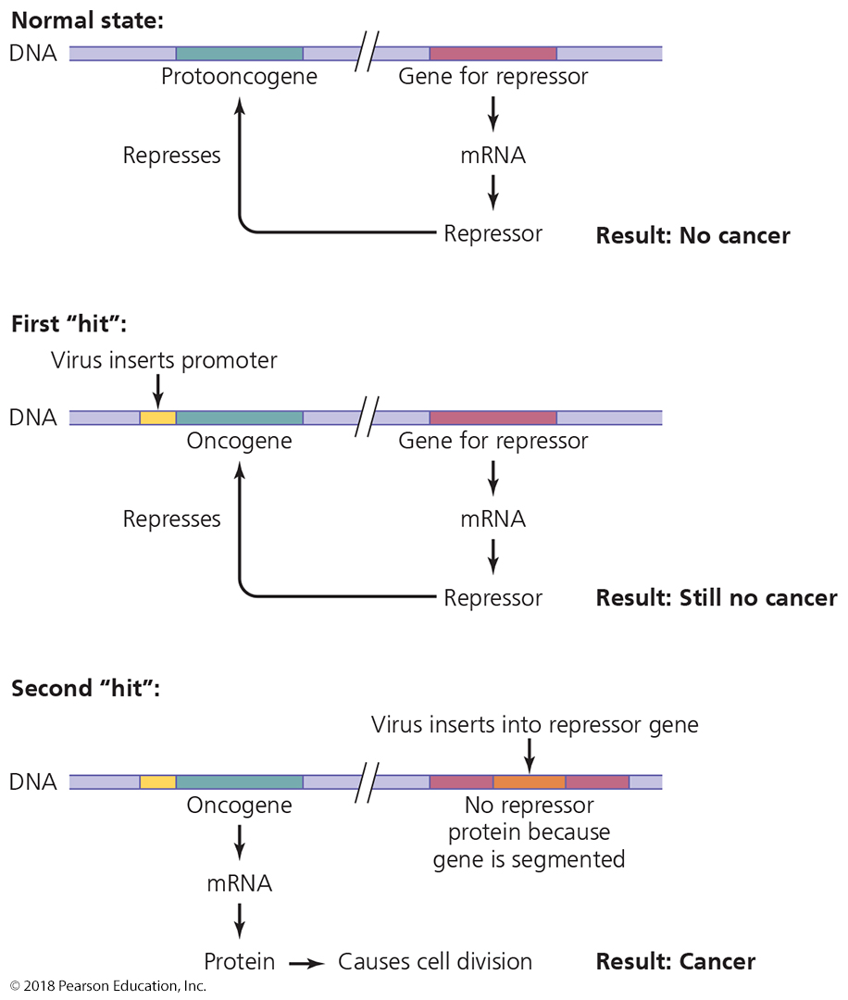 Normal state:
DNA
Protooncogene
Gene for repressor
Represses
mRNA
Repressor
Result: No cancer
First “hit”:
Virus inserts promoter
DNA
Oncogene
Gene for repressor
Represses
mRNA
Repressor
Result: Still no cancer
Second “hit”:
Virus inserts into repressor gene
DNA
Oncogene
No repressor
protein because
gene is segmented
mRNA
Protein
Causes cell division
Result: Cancer
© 2018 Pearson Education, Inc.